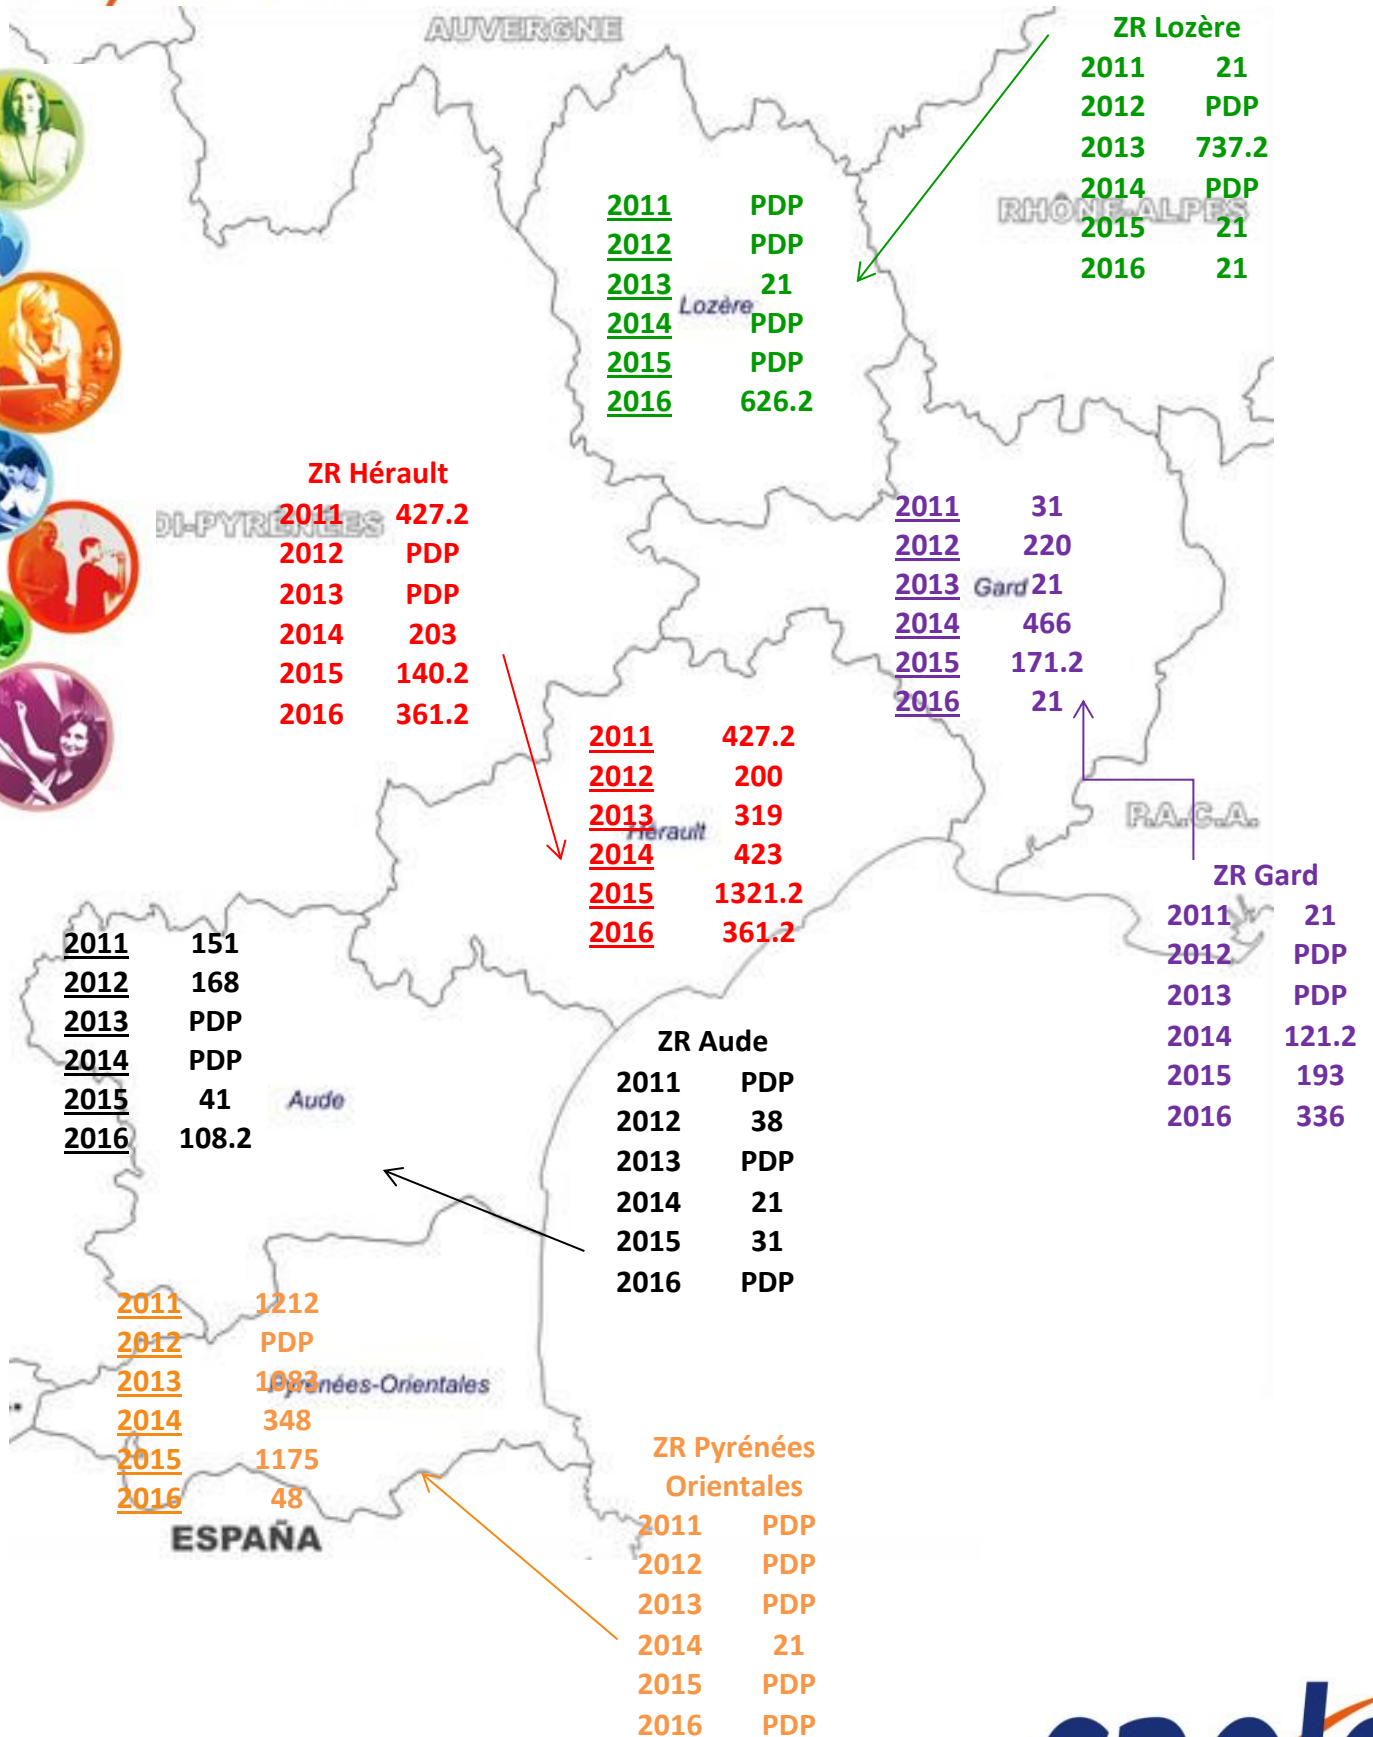 AUVERGNE
ZR Lozère
2011 21
2012 PDP
2013 737.2
2014 PDP
2015 21
2016 21
RHÔNE-ALPES
2011 PDP
2012 PDP
2013 21
Lozère
2014 PDP
2015 PDP
2016 626.2
ZR Hérault
2011 427.2
2012 PDP
2013 PDP
2014 203
2015 140.2
2016 361.2
DI-PYRÉNÉES
2011 31
2012 220
2013 21
Gard
2014 466
2015 171.2
2016 21
2011 427.2
2012 200
2013 319
Hérault
2014 423
2015 1321.2
2016 361.2
P.A.C.A.
ZR Gard
2011 21
2012 PDP
2013 PDP
2014 121.2
2015 193
2016 336
2011 151
2012 168
2013 PDP
2014 PDP
2015 41
2016 108.2
Aude
ZR Aude
2011 PDP
2012 38
2013 PDP
2014 21
2015 31
2016 PDP
2011 1212
2012 PDP
2013 1083
Pyrénées-Orientales
2014 348
2015 1175
2016 48
ESPAÑA
ZR Pyrénées
Orientales
2011 PDP
2012 PDP
2013 PDP
2014 21
2015 PDP
2016 PDP